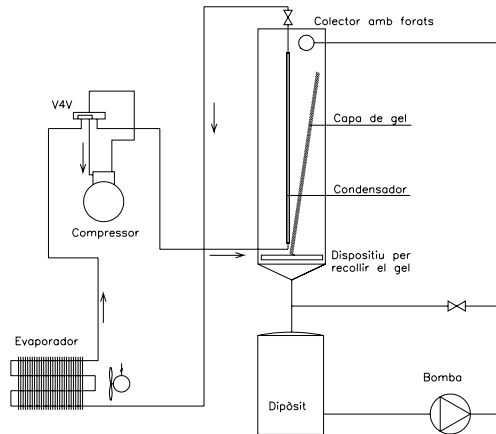 Colector amb forats
V4V
Capa de gel
Condensador
Compressor
Dispositiu per
recollir el gel
Evaporador
Bomba
Dipòsit